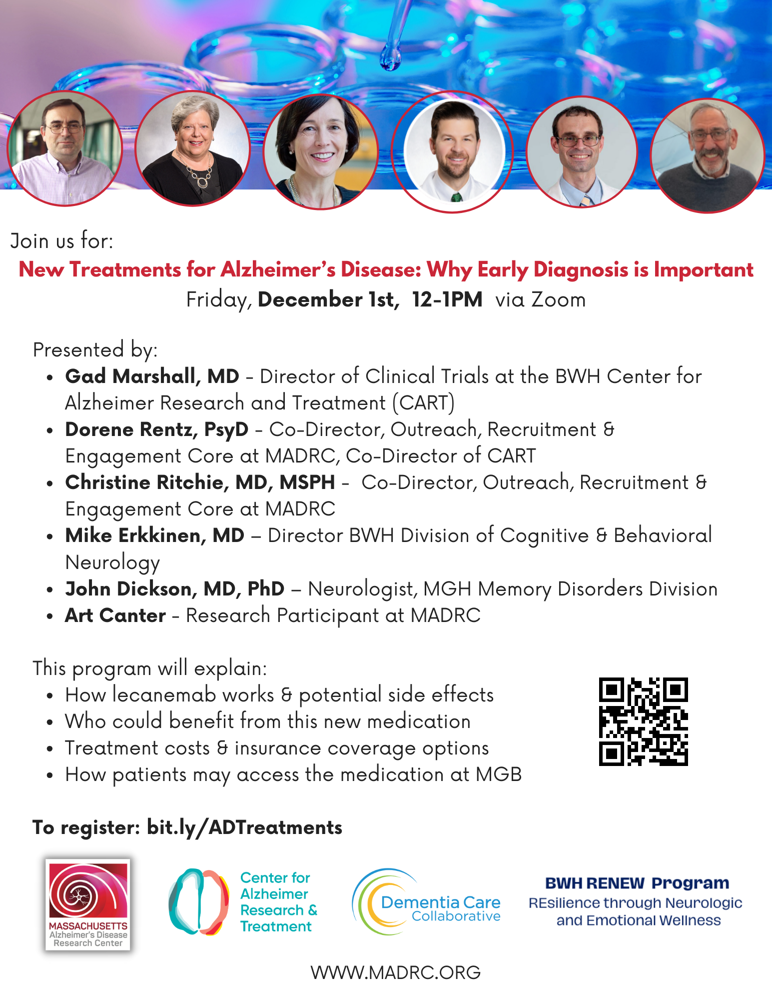 Join us for:
New Treatments for Alzheimer’s Disease: Why Early Diagnosis is Important
Friday, December 1st, 12-1PM via Zoom
Presented by:
• Gad Marshall, MD - Director of Clinical Trials at the BWH Center for
Alzheimer Research and Treatment (CART)
• Dorene Rentz, PsyD - Co-Director, Outreach, Recruitment &
Engagement Core at MADRC, Co-Director of CART
• Christine Ritchie, MD, MSPH - Co-Director, Outreach, Recruitment &
Engagement Core at MADRC
• Mike Erkkinen, MD – Director BWH Division of Cognitive & Behavioral
Neurology
• John Dickson, MD, PhD – Neurologist, MGH Memory Disorders Division
• Art Canter - Research Participant at MADRC
This program will explain:
• How lecanemab works & potential side effects
• Who could benefit from this new medication
• Treatment costs & insurance coverage options
• How patients may access the medication at MGB
To register: bit.ly/ADTreatments
MASSACHUSETTS
Alzheimer's Disease
Research Center
Center for
Alzheimer
Research &
Treatment
Dementia Care
Collaborative
BWH RENEW Program
REsilience through Neurologic
and Emotional Wellness
WWW.MADRC.ORG